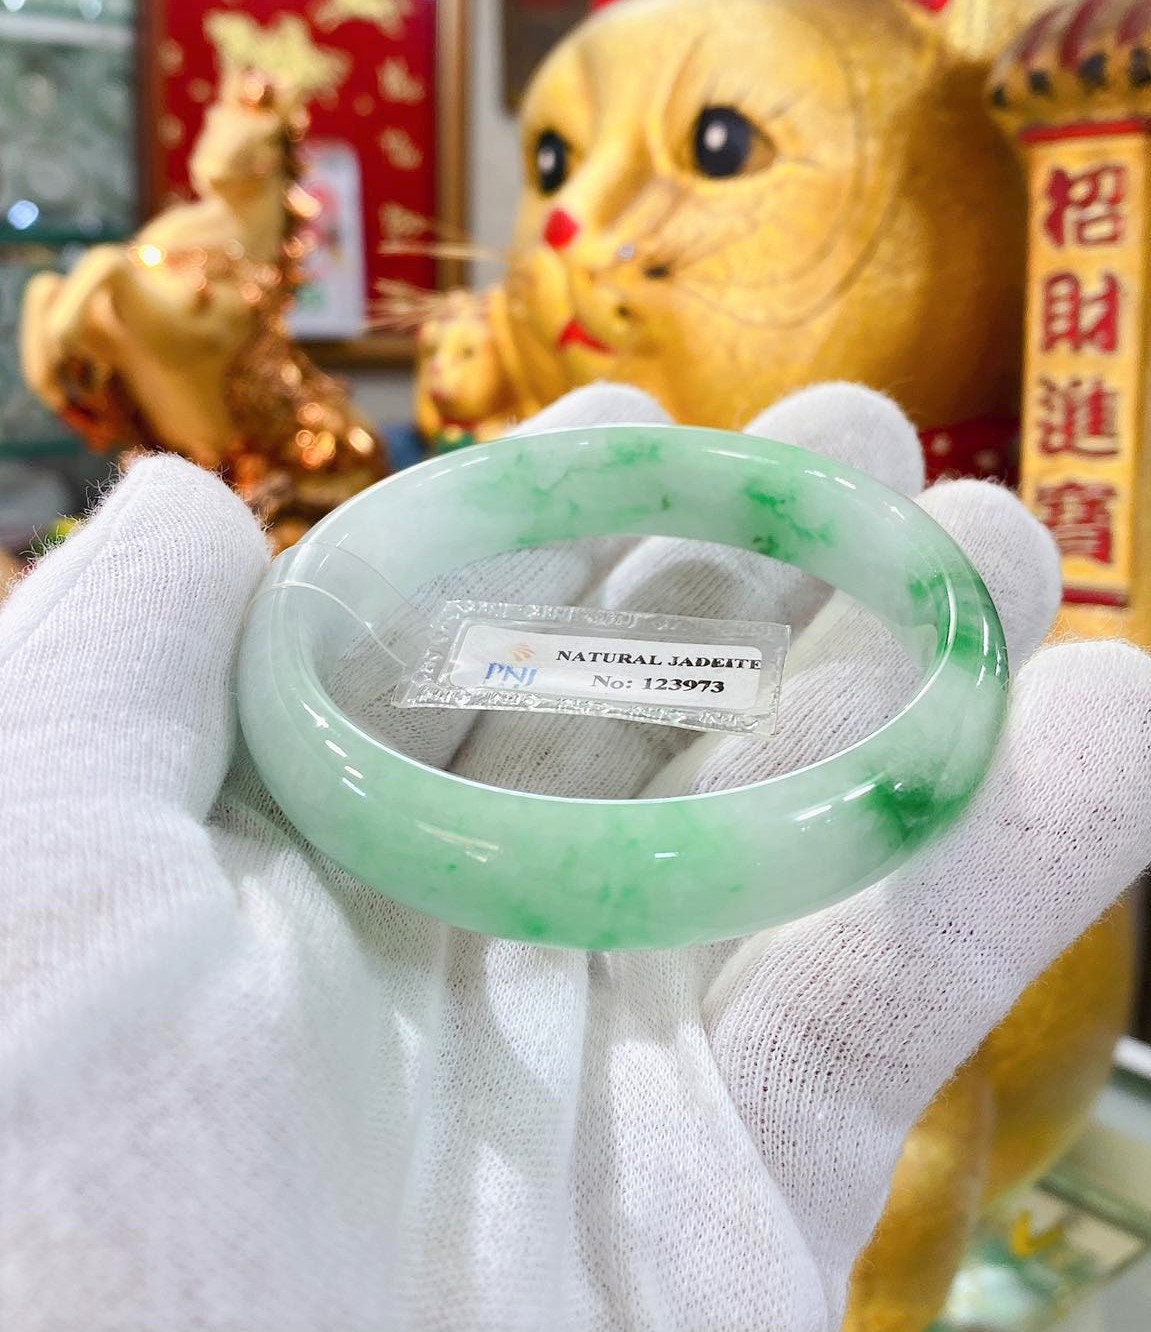 招
財
進
寶
PNJ
NATURAL JADEITE
No: 123973